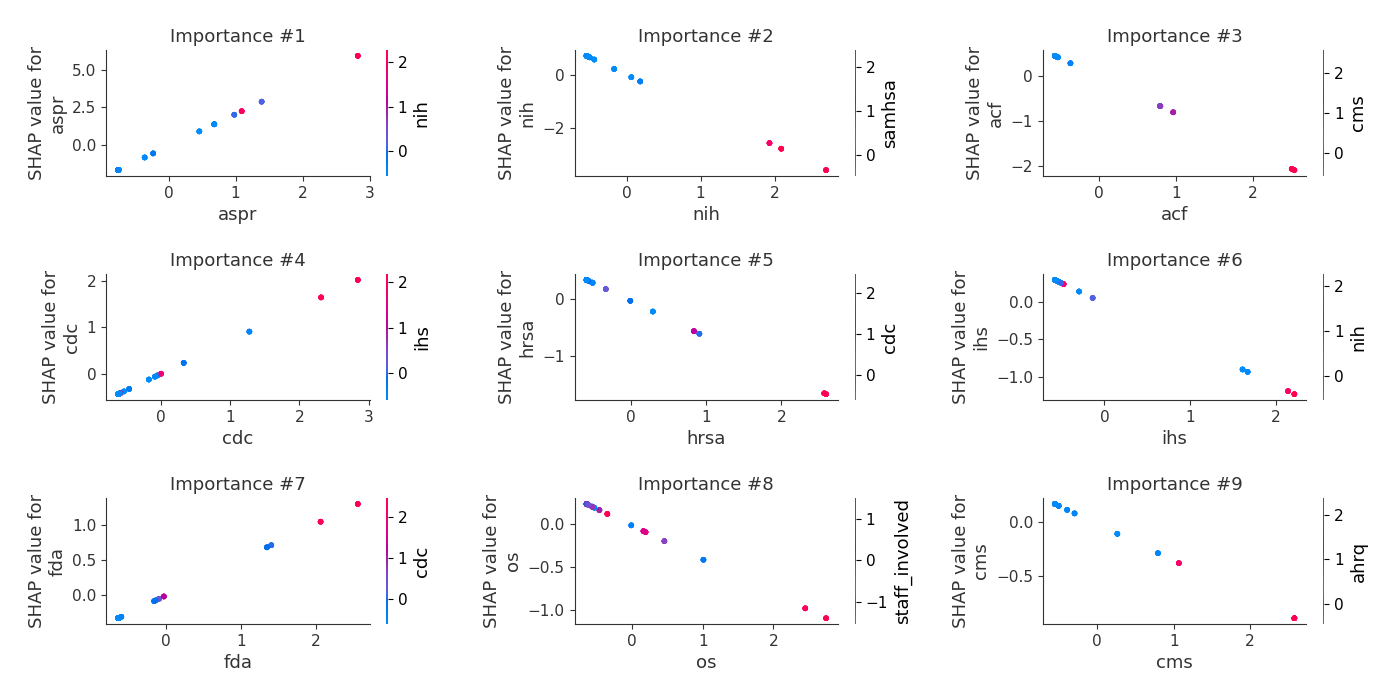 Importance #1
SHAP value for
aspr
5.0
2.5
0.0
0
1
2
3
aspr
2
1
0
nih
Importance #2
SHAP value for
nih
0
−2
0
1
2
nih
2
1
0
samhsa
Importance #3
SHAP value for
acf
0
−1
−2
0
1
2
acf
2
1
0
cms
Importance #4
SHAP value for
cdc
2
1
0
0
1
2
3
cdc
2
1
0
ihs
Importance #5
SHAP value for
hrsa
0
−1
0
1
2
hrsa
2
1
0
cdc
Importance #6
SHAP value for
ihs
0.0
−0.5
−1.0
0
1
2
ihs
2
1
0
nih
Importance #7
SHAP value for
fda
1.0
0.5
0.0
0
1
2
fda
2
1
0
cdc
Importance #8
SHAP value for
os
0.0
−0.5
−1.0
0
1
2
os
1
0
−1
staff_involved
Importance #9
SHAP value for
cms
0.0
−0.5
0
1
2
cms
2
1
0
ahrq